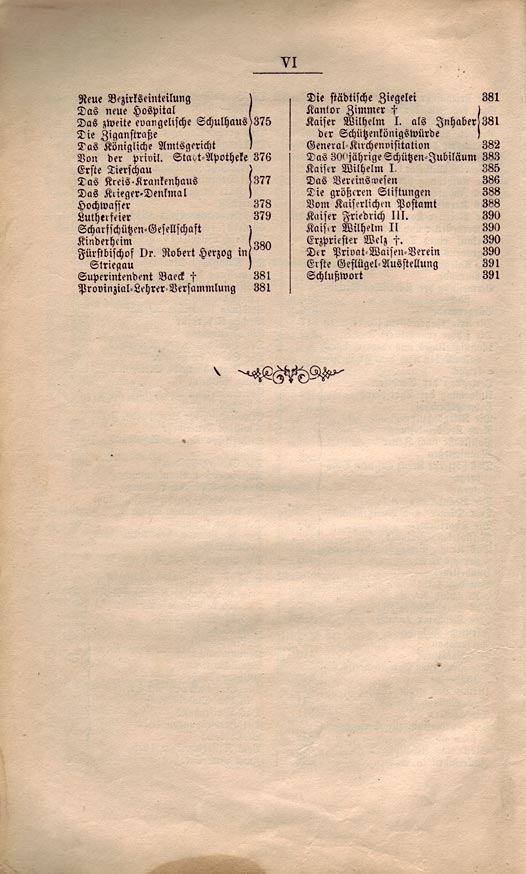 VI
Neue Bezirkseinteilung
Das neue Hospital
Das zweite evangelische Schulhaus 375
Die Ziganstraße
Das Königliche Amtsgericht
Von der privil. Stadt-Apotheke 376
Erste Tierschau
Das Kreis-Krankenhaus 377
Das Krieger-Denkmal
Hochwasser 378
Lutherfeier 379
Scharfschützen-Gesellschaft
Kinderheim
Fürstbischof Dr. Robert Herzog in 380
Striegau
Superintendent Baeck † 381
Provinzial-Lehrer-Versammlung 381
Die städtische Ziegelei 381
Kantor Zimmer †
Kaiser Wilhelm I. als Inhaber 381
der Schützenkönigswürde
General-Kirchenvisitation 382
Das 300jährige Schützen-Jubiläum 383
Kaiser Wilhelm I. 385
Das Vereinswesen 386
Die größeren Stiftungen 388
Vom Kaiserlichen Postamt 388
Kaiser Friedrich III. 390
Kaiser Wilhelm II 390
Erzpriester Welz †. 390
Der Privat-Waisen-Verein 390
Erste Geflügel-Ausstellung 391
Schlußwort 391